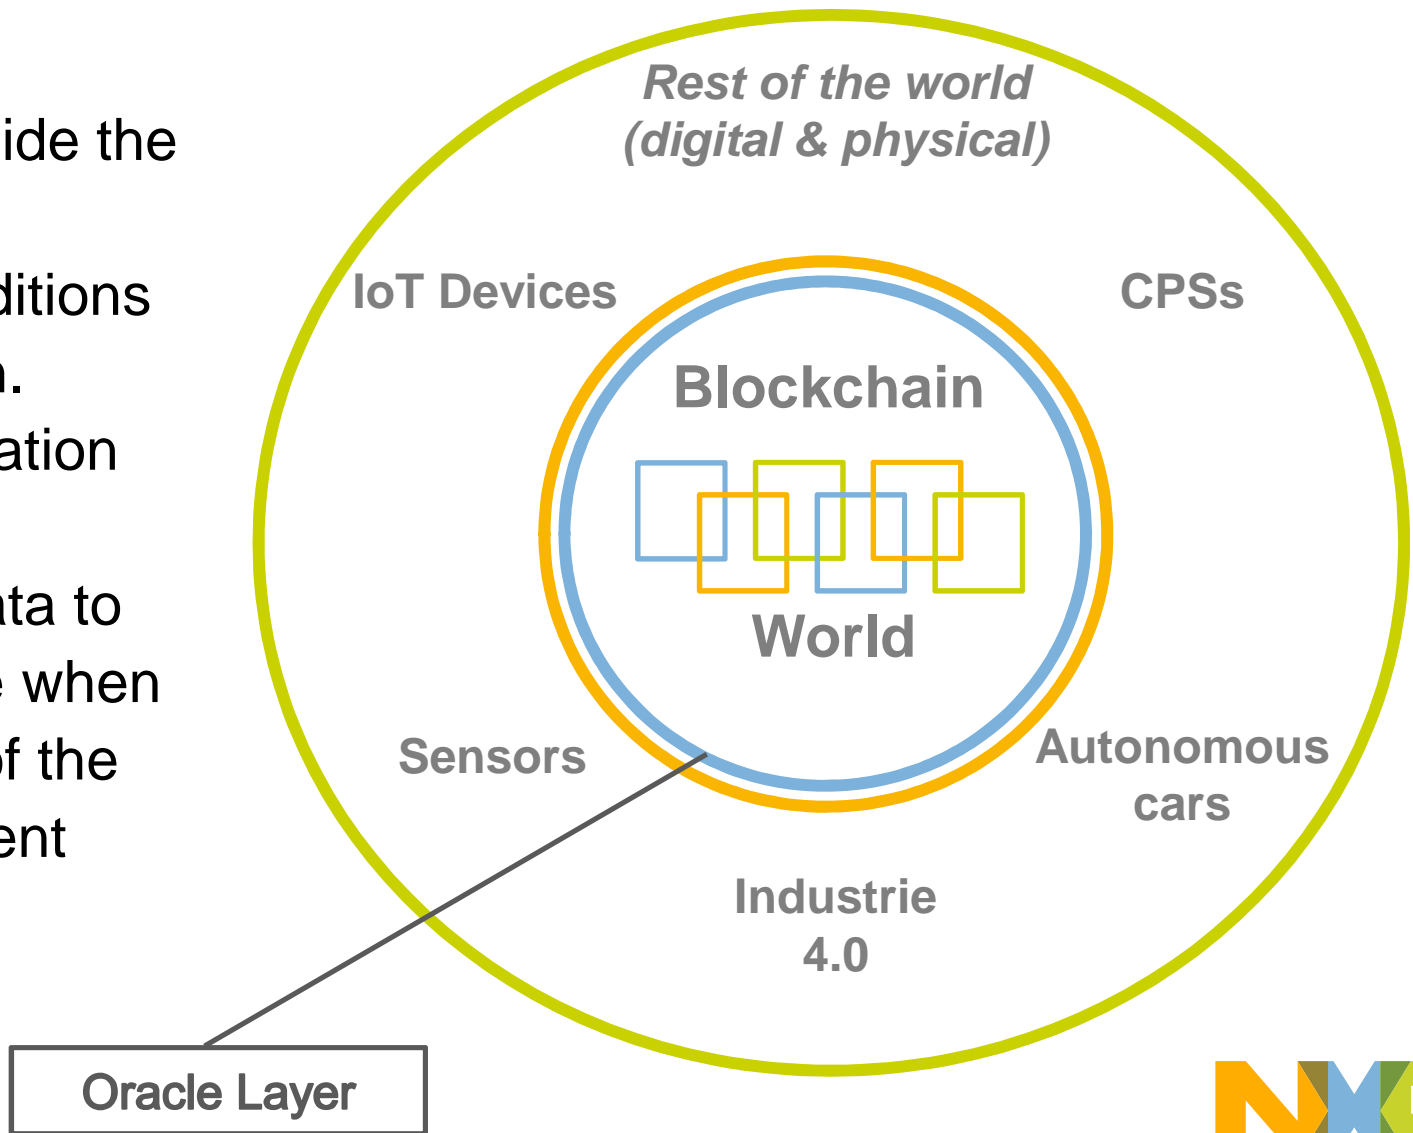 ide the
ditions
n.
ation
ata to
e when
of the
ent
Rest of the world
(digital & physical)
IoT Devices
CPSs
Blockchain
World
Sensors
Autonomous
cars
Industrie
4.0
Oracle Layer